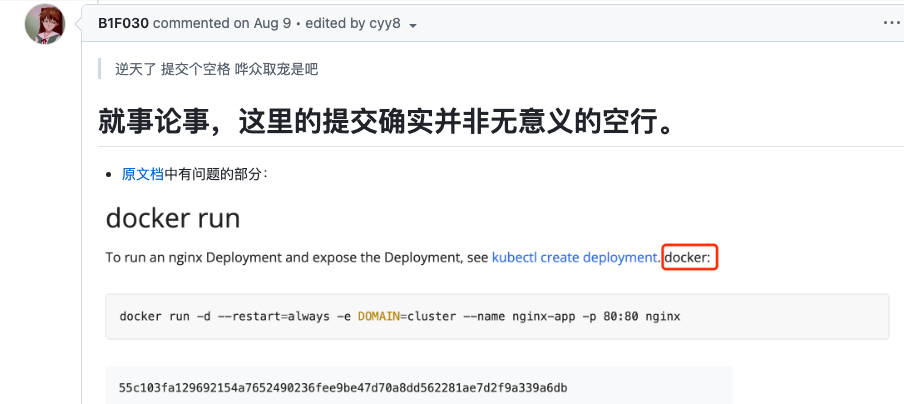 B1F030 commented on Aug 9 • edited by cyy8
逆天了 提交个空格 哗众取宠是吧
就事论事，这里的提交确实并非无意义的空行。
原文档中有问题的部分：
docker run
To run an nginx Deployment and expose the Deployment, see kubectl create deployment. docker:
docker run -d --restart=always -e DOMAIN=cluster --name nginx-app -p 80:80 nginx
55c103fa129692154a7652490236fee9be47d70a8dd562281ae7d2f9a339a6db